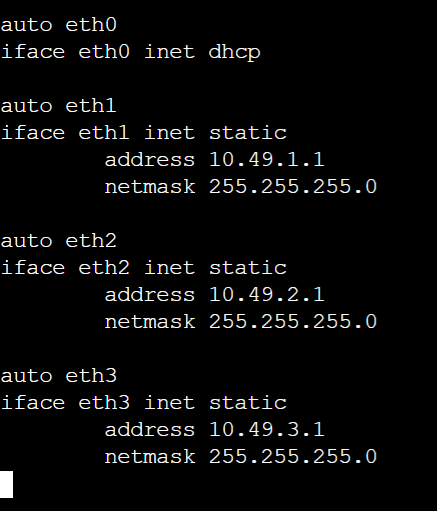 auto eth0
iface eth0 inet dhcp

auto eth1
iface eth1 inet static
        address 10.49.1.1
        netmask 255.255.255.0

auto eth2
iface eth2 inet static
        address 10.49.2.1
        netmask 255.255.255.0

auto eth3
iface eth3 inet static
        address 10.49.3.1
        netmask 255.255.255.0